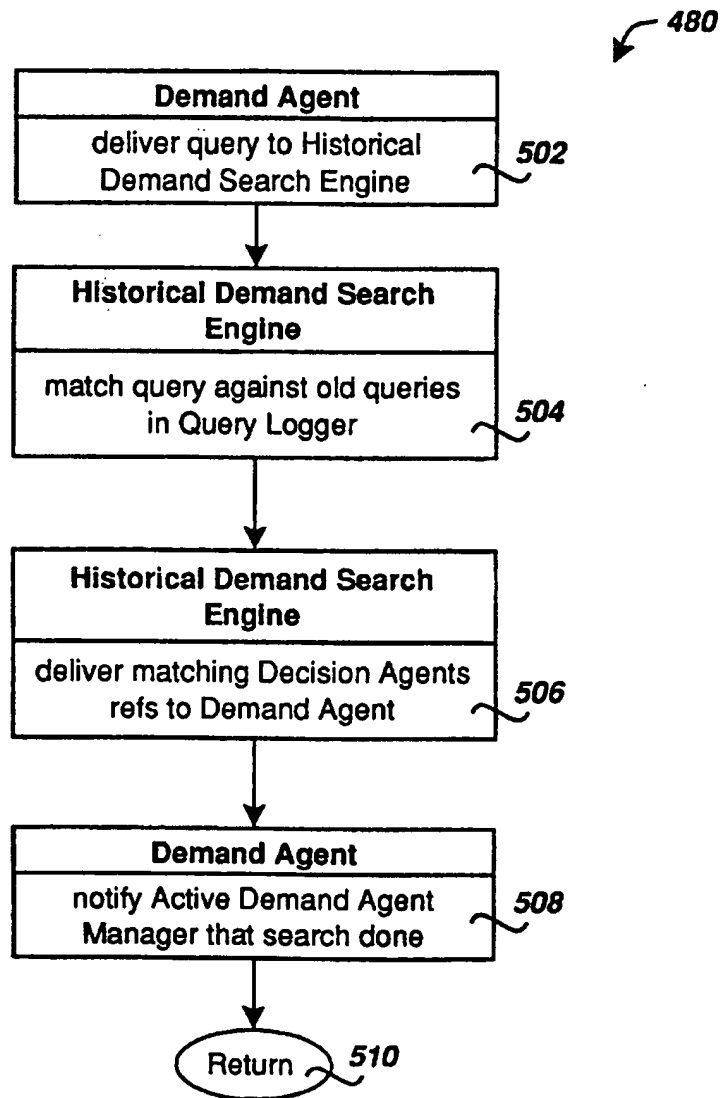 480
Demand Agent
deliver query to Historical
Demand Search Engine
502
Historical Demand Search
Engine
match query against old queries
in Query Logger
504
Historical Demand Search
Engine
deliver matching Decision Agents
refs to Demand Agent
506
Demand Agent
notify Active Demand Agent
Manager that search done
508
Return
510